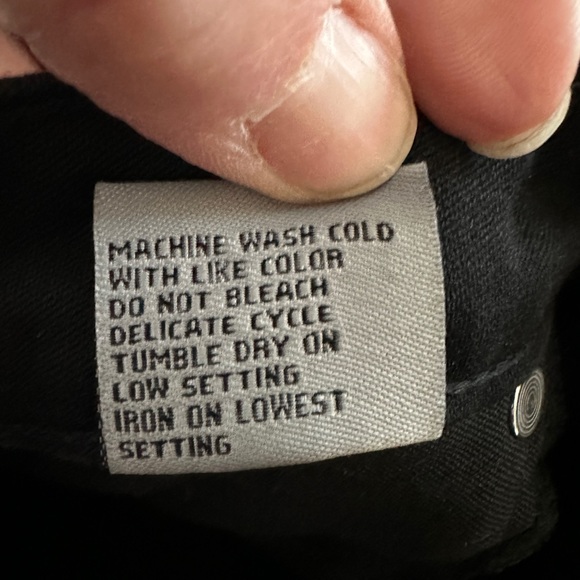 MACHINE WASH COLD
WITH LIKE COLOR
DO NOT BLEACH
DELICATE CYCLE
TUMBLE DRY ON
LOW SETTING
IRON ON LOWEST
SETTING